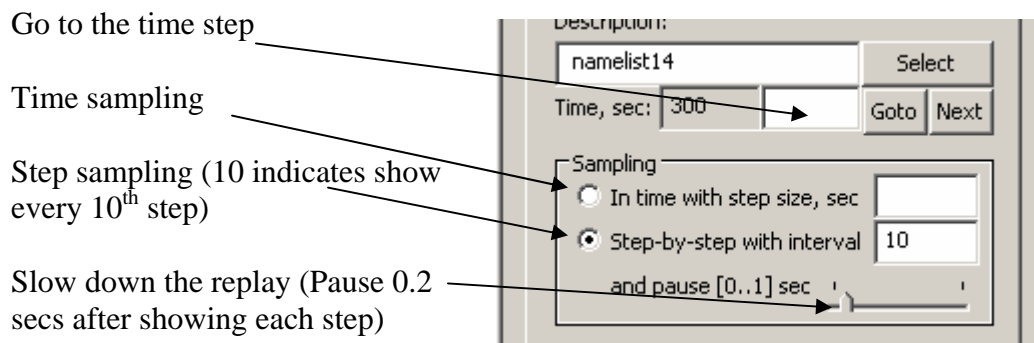 Go to the time step
Time sampling
Step sampling (10 indicates show
every 10th step)
Slow down the replay (Pause 0.2
secs after showing each step)
Description:
namelist14 Select
Time, sec: 300 Goto Next
Sampling
In time with step size, sec
Step-by-step with interval 10
and pause [0..1] sec